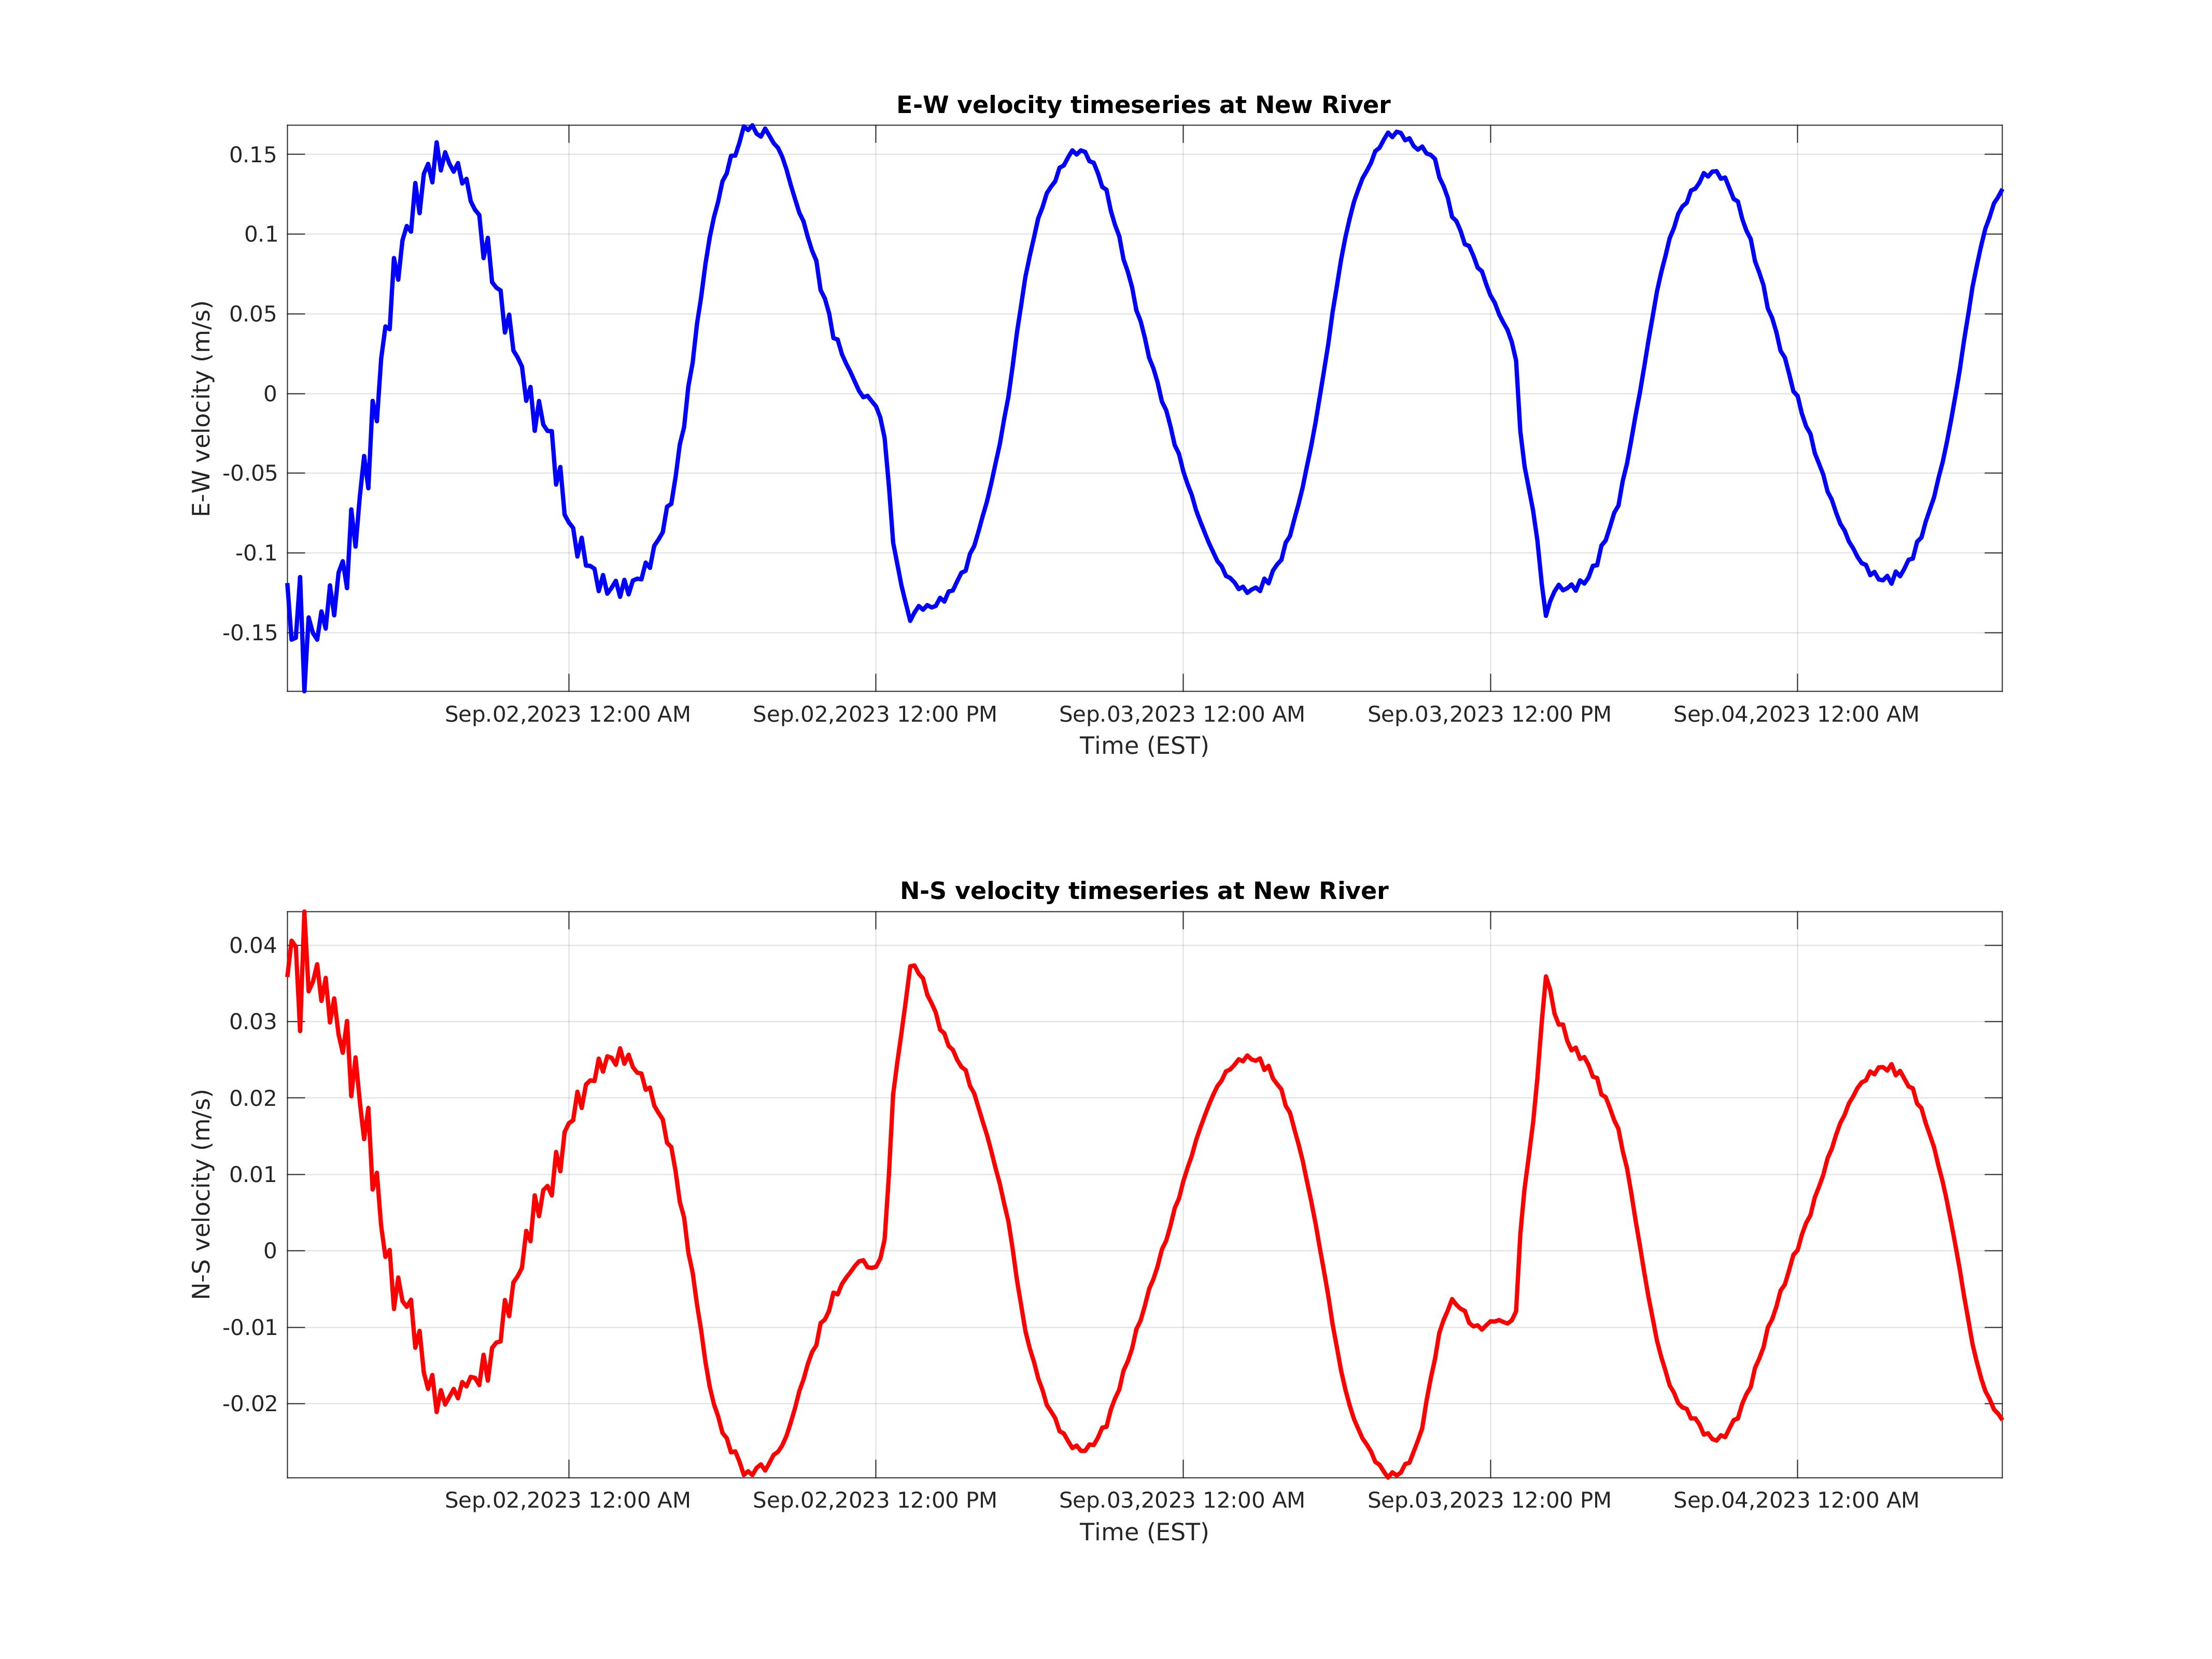 E-W velocity timeseries at New River
E-W velocity (m/s)
0.15
0.1
0.05
0
-0.05
-0.1
-0.15
Sep.02,2023 12:00 AM
Sep.02,2023 12:00 PM
Sep.03,2023 12:00 AM
Sep.03,2023 12:00 PM
Sep.04,2023 12:00 AM
Time (EST)
N-S velocity timeseries at New River
N-S velocity (m/s)
0.04
0.03
0.02
0.01
0
-0.01
-0.02
Sep.02,2023 12:00 AM
Sep.02,2023 12:00 PM
Sep.03,2023 12:00 AM
Sep.03,2023 12:00 PM
Sep.04,2023 12:00 AM
Time (EST)